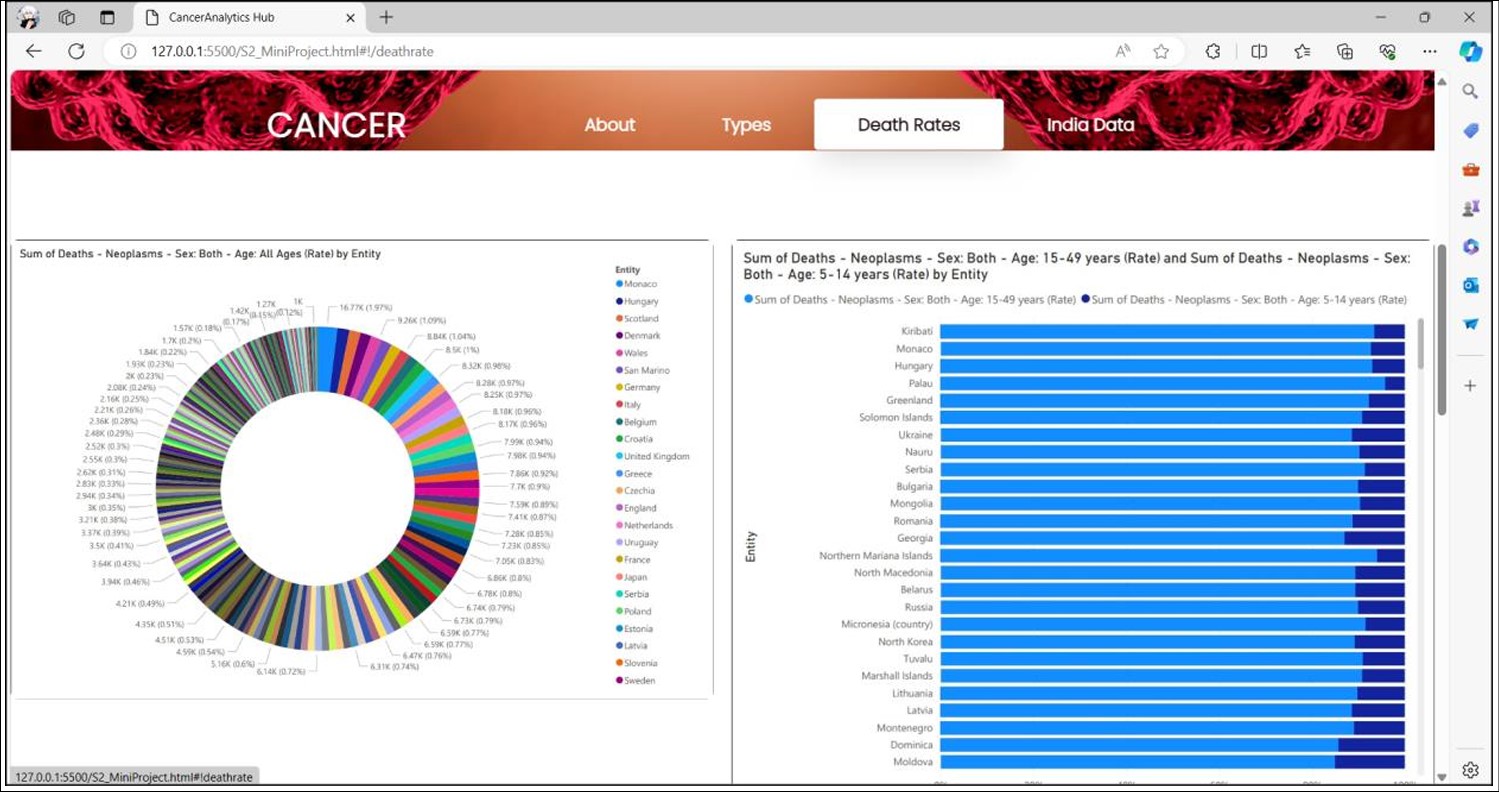 CancerAnalytics Hub
127.0.0.1:5500/S2_MiniProject.html#!/deathrate
CANCER
About
Types
Death Rates
India Data
Sum of Deaths - Neoplasms - Sex: Both - Age: All Ages (Rate) by Entity
1K
(0.12%)
16.77K (1.97%)
9.26K (1.09%)
8.84K (1.04%)
8.5K (1%)
8.32K (0.98%)
8.28K (0.97%)
8.25K (0.97%)
8.18K (0.96%)
8.17K (0.96%)
7.99K (0.94%)
7.98K (0.94%)
7.86K (0.92%)
7.7K (0.9%)
7.59K (0.89%)
7.41K (0.87%)
7.28K (0.85%)
7.23K (0.85%)
7.05K (0.83%)
6.86K (0.8%)
6.78K (0.8%)
6.74K (0.79%)
6.73K (0.79%)
6.59K (0.77%)
6.59K (0.77%)
6.47K (0.76%)
6.31K (0.74%)
6.14K (0.72%)
5.16K (0.6%)
4.59K (0.54%)
4.51K (0.53%)
4.35K (0.51%)
4.21K (0.49%)
3.94K (0.46%)
3.64K (0.43%)
3.5K (0.41%)
3.37K (0.39%)
3.21K (0.38%)
3K (0.35%)
2.94K (0.34%)
2.83K (0.33%)
2.62K (0.31%)
2.55K (0.3%)
2.52K (0.3%)
2.48K (0.29%)
2.36K (0.28%)
2.21K (0.26%)
2.16K (0.25%)
2.08K (0.24%)
2K (0.23%)
1.93K (0.23%)
1.84K (0.22%)
1.7K (0.2%)
1.57K (0.18%)
1.42K
(0.17%)
1.27K
(0.15%)
Entity
Monaco
Hungary
Scotland
Denmark
Wales
San Marino
Germany
Italy
Belgium
Croatia
United Kingdom
Greece
Czechia
England
Netherlands
Uruguay
France
Japan
Serbia
Poland
Estonia
Latvia
Slovenia
Sweden
Sum of Deaths - Neoplasms - Sex: Both - Age: 15-49 years (Rate) and Sum of Deaths - Neoplasms - Sex:
Both - Age: 5-14 years (Rate) by Entity
Sum of Deaths - Neoplasms - Sex: Both - Age: 15-49 years (Rate)
Sum of Deaths - Neoplasms - Sex: Both - Age: 5-14 years (Rate)
Entity
Kiribati
Monaco
Hungary
Palau
Greenland
Solomon Islands
Ukraine
Nauru
Serbia
Bulgaria
Mongolia
Romania
Georgia
Northern Mariana Islands
North Macedonia
Belarus
Russia
Micronesia (country)
North Korea
Tuvalu
Marshall Islands
Lithuania
Latvia
Montenegro
Dominica
Moldova
127.0.0.1:5500/S2_MiniProject.html#!deathrate